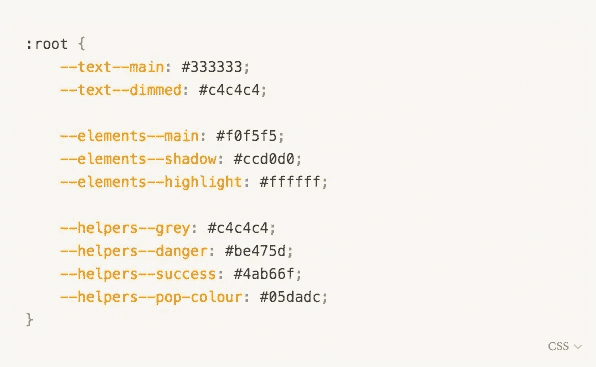 :root {
--text--main: #333333;
--text--dimmed: #c4c4c4;
--elements--main: #f0f5f5;
--elements--shadow: #ccd0d0;
--elements--highlight: #ffffff;
--helpers--grey: #c4c4c4;
--helpers--danger: #be475d;
--helpers--success: #4ab66f;
--helpers--pop-colour: #05dadc;
}
CSS